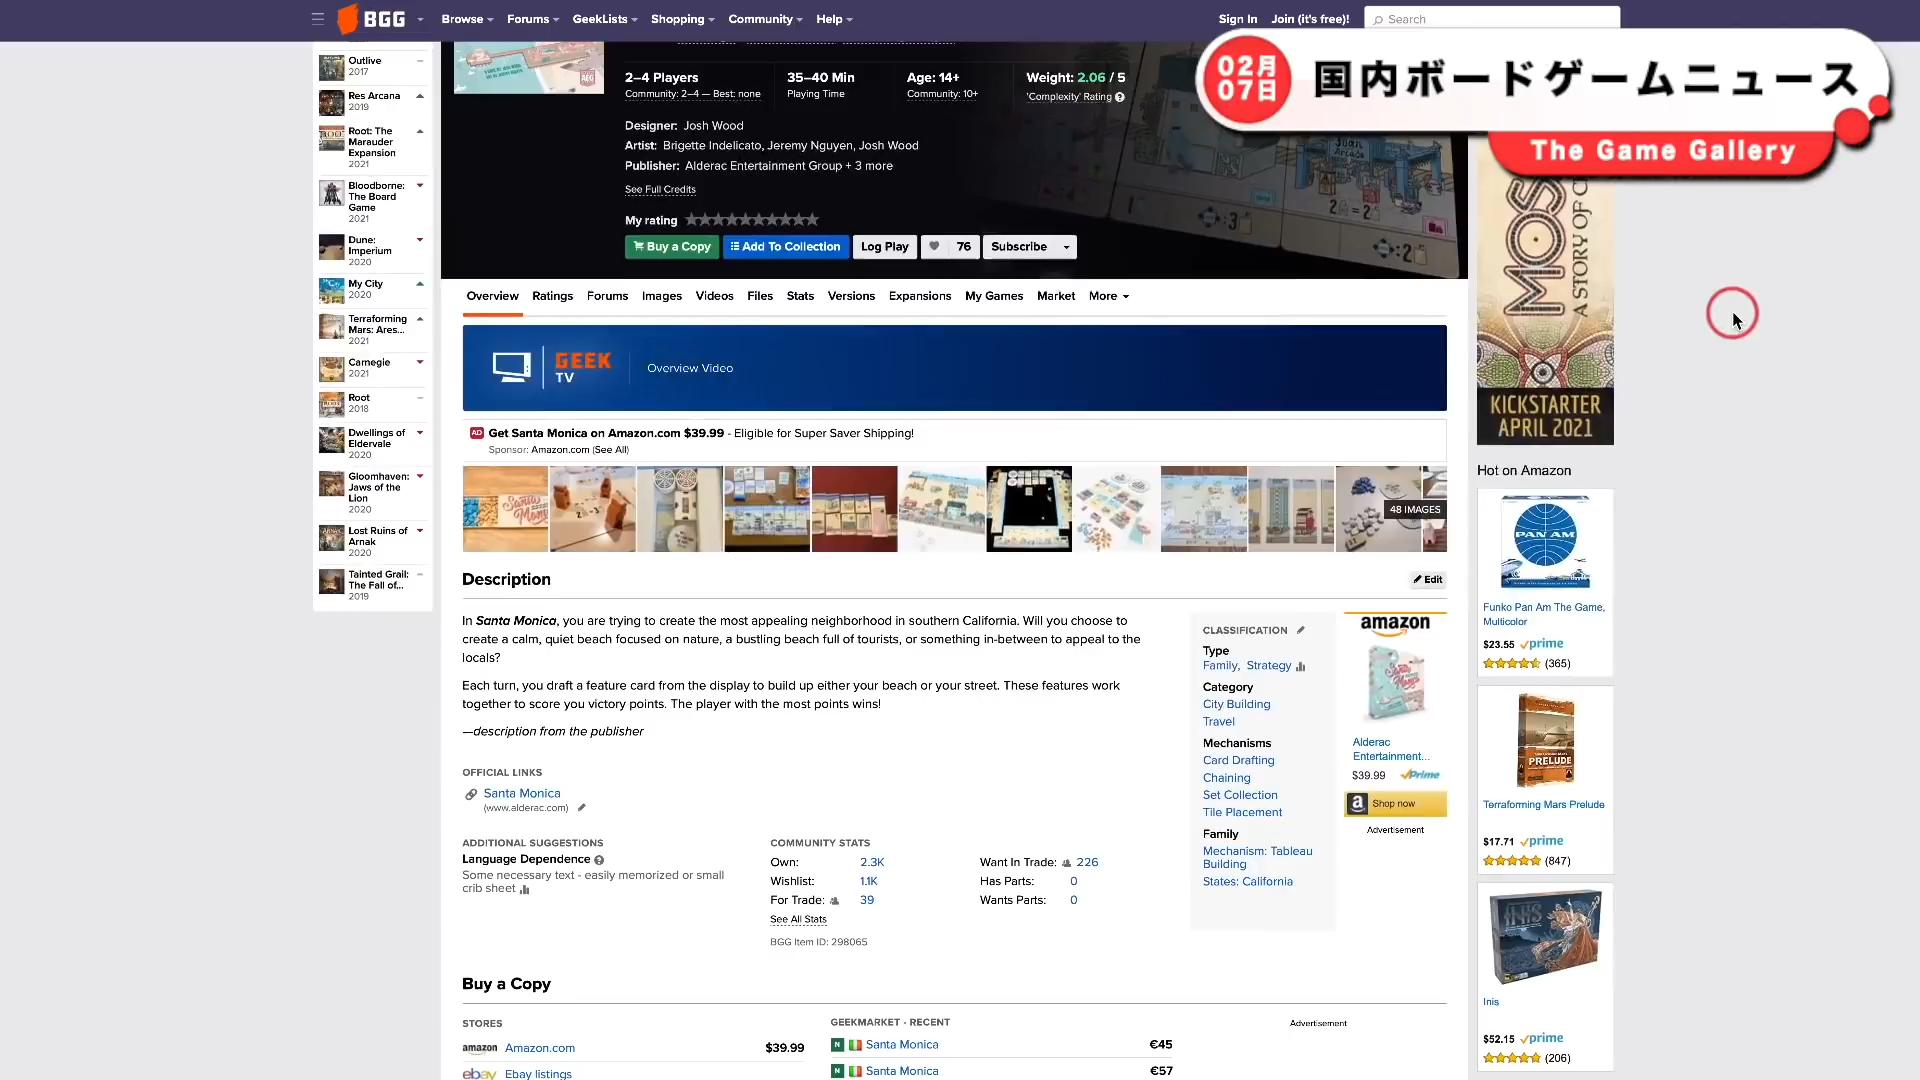 BGG
Browse
Forums
GeekLists
Shopping
Community
Help
Sign In
Join (it's free)!
Search
02月
07日
国内ボードゲームニュース
The Game Gallery
Outlive
2017
Res Arcana
2019
Root: The
Marauder
Expansion
2021
Bloodborne:
The Board
Game
2021
Dune:
Imperium
2020
My City
2020
Terraforming
Mars: Ares...
2021
Carnegie
2021
Root
2018
Dwellings of
Eldervale
2020
Gloomhaven:
Jaws of the
Lion
2020
Lost Ruins of
Arnak
2020
Tainted Grail:
The Fall of...
2019
2–4 Players
Community: 2–4 — Best: none
35–40 Min
Playing Time
Age: 14+
Community: 10+
Weight: 2.06 / 5
'Complexity' Rating
Designer: Josh Wood
Artist: Brigette Indelicato, Jeremy Nguyen, Josh Wood
Publisher: Alderac Entertainment Group + 3 more
See Full Credits
My rating
Buy a Copy
Add To Collection
Log Play
76
Subscribe
Overview
Ratings
Forums
Images
Videos
Files
Stats
Versions
Expansions
My Games
Market
More
GEEK
TV
Overview Video
AD Get Santa Monica on Amazon.com $39.99 - Eligible for Super Saver Shipping!
Sponsor: Amazon.com (See All)
48 IMAGES
Description
Edit
In Santa Monica, you are trying to create the most appealing neighborhood in southern California. Will you choose to
create a calm, quiet beach focused on nature, a bustling beach full of tourists, or something in-between to appeal to the
locals?
Each turn, you draft a feature card from the display to build up either your beach or your street. These features work
together to score you victory points. The player with the most points wins!
—description from the publisher
OFFICIAL LINKS
Santa Monica
(www.alderac.com)
ADDITIONAL SUGGESTIONS
Language Dependence
Some necessary text - easily memorized or small
crib sheet
COMMUNITY STATS
Own: 2.3K
Wishlist: 1.1K
For Trade: 39
See All Stats
BGG Item ID: 298065
Want In Trade: 226
Has Parts: 0
Wants Parts: 0
CLASSIFICATION
Type
Family, Strategy
Category
City Building
Travel
Mechanisms
Card Drafting
Chaining
Set Collection
Tile Placement
Family
Mechanism: Tableau
Building
States: California
amazon
Alderac
Entertainment...
$39.99 Prime
a Shop now
Advertisement
Buy a Copy
STORES
amazon Amazon.com $39.99
ebay Ebay listings
GEEKMARKET - RECENT
N Santa Monica €45
N Santa Monica €57
Advertisement
A STORY OF
KICKSTARTER
APRIL 2021
Hot on Amazon
PAN AM
Funko Pan Am The Game,
Multicolor
$23.55 prime
(365)
PRELUDE
Terraforming Mars Prelude
$17.71 prime
(847)
INIS
Inis
$52.15 prime
(206)